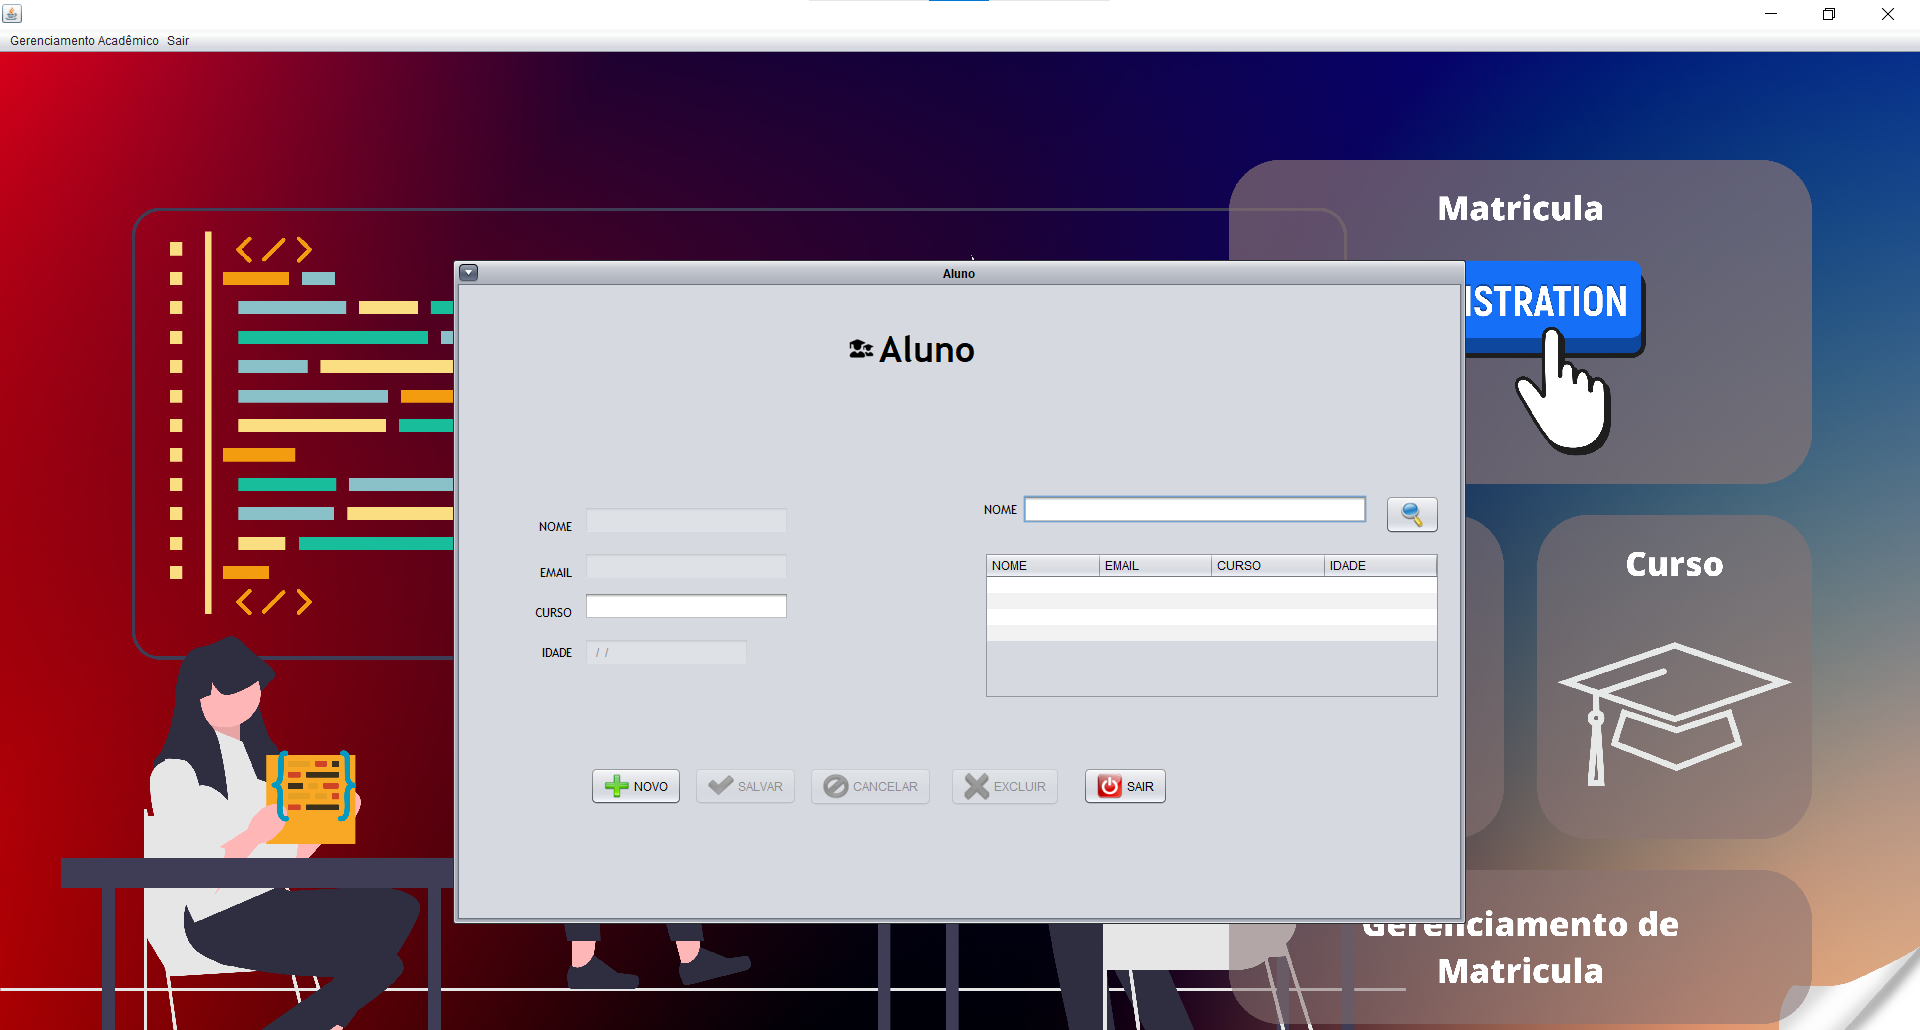 Gerenciamento Acadêmico Sair
Matricula
ISTRATION
Aluno
Aluno
NOME
NOME
EMAIL
CURSO
IDADE / /
NOME EMAIL CURSO IDADE
Curso
NOVO SALVAR CANCELAR EXCLUIR SAIR
Gerenciamento de
Matricula